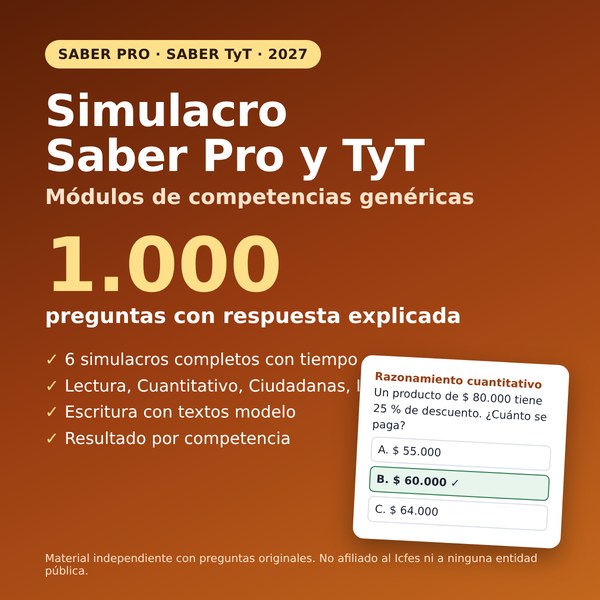 SABER PRO · SABER TyT · 2027
Simulacro
Saber Pro y TyT
Módulos de competencias genéricas
1.000
preguntas con respuesta explicada
✓ 6 simulacros completos con tiempo
✓ Lectura, Cuantitativo, Ciudadanas,
✓ Escritura con textos modelo
✓ Resultado por competencia
Razonamiento cuantitativo
Un producto de $ 80.000 tiene
25 % de descuento. ¿Cuánto se
paga?
A. $ 55.000
B. $ 60.000 ✓
C. $ 64.000
Material independiente con preguntas originales. No afiliado al Icfes ni a ninguna entidad
pública.